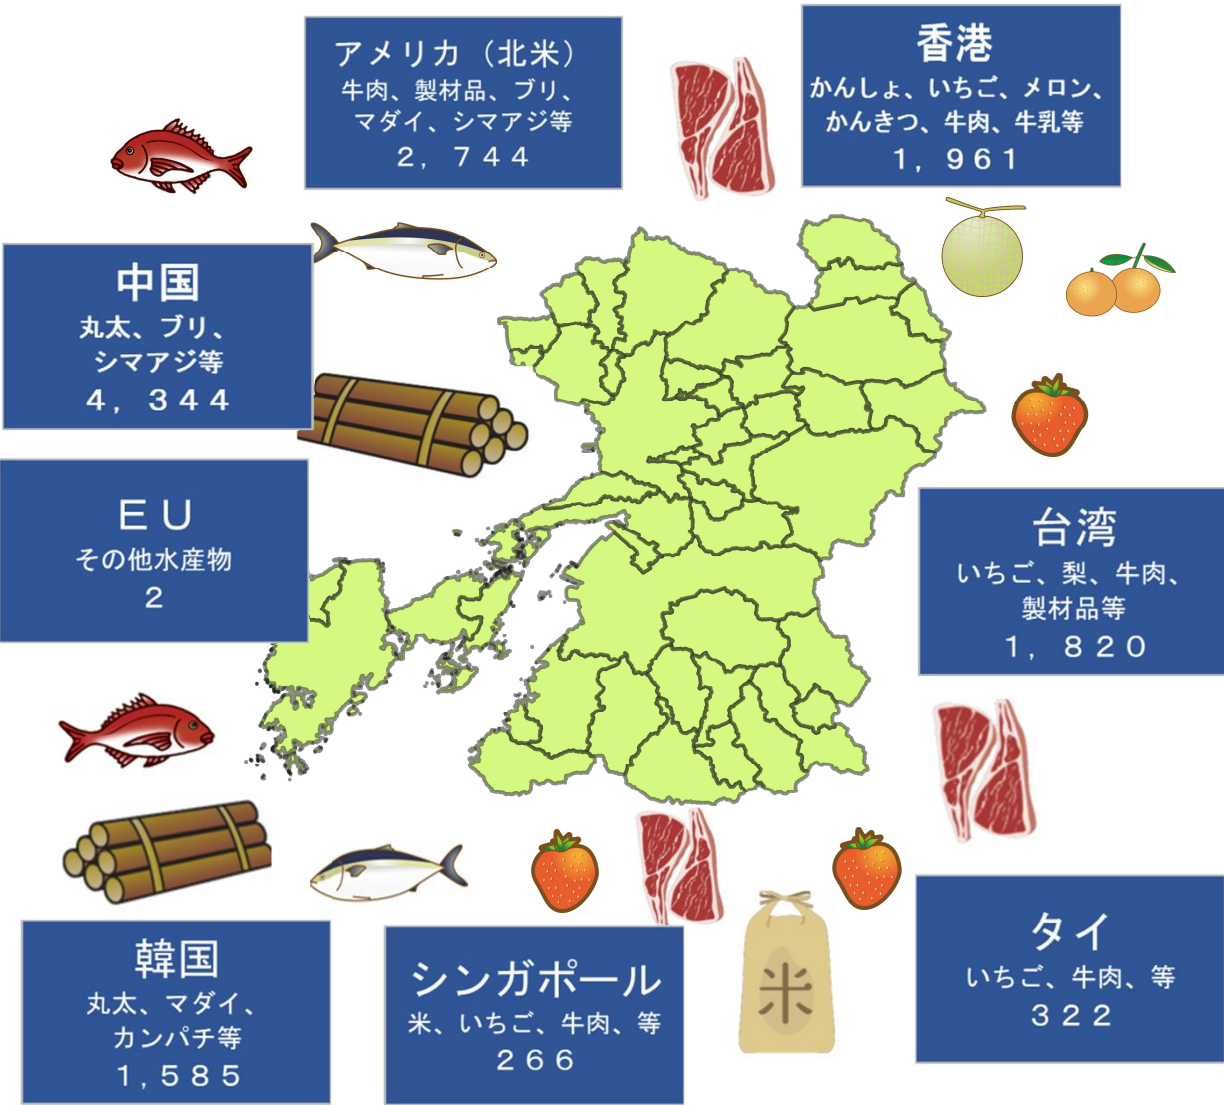 アメリカ（北米）
牛肉、製材品、ブリ、
マダイ、シマアジ等
２，７４４
香港
かんしょ、いちご、メロン、
かんきつ、牛肉、牛乳等
１，９６１
中国
丸太、ブリ、
シマアジ等
４，３４４
ＥＵ
その他水産物
２
台湾
いちご、梨、牛肉、
製材品等
１，８２０
韓国
丸太、マダイ、
カンパチ等
１,５８５
シンガポール
米、いちご、牛肉、等
２６６
米
タイ
いちご、牛肉、等
３２２